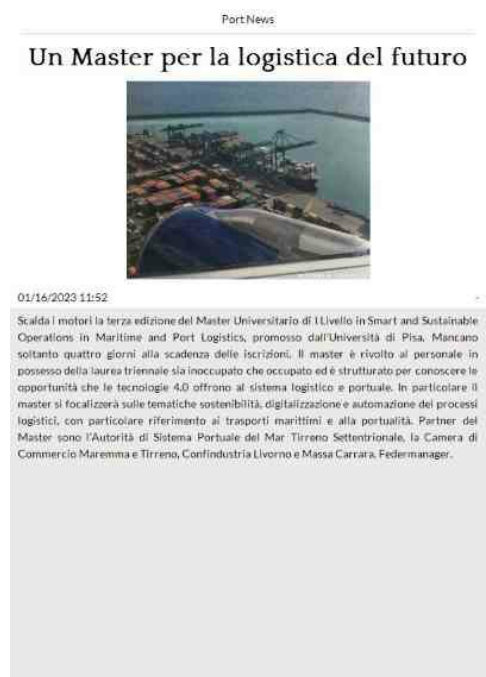 Port News
Un Master per la logistica del futuro
01/16/2023 11:52
-
Scalda i motori la terza edizione del Master Universitario di I Livello in Smart and Sustainable
Operations in Maritime and Port Logistics, promosso dall'Università di Pisa. Mancano
soltanto quattro giorni alla scadenza delle iscrizioni. Il master è rivolto al personale in
possesso della laurea triennale sia inoccupato che occupato ed è strutturato per conoscere le
opportunità che le tecnologie 4.0 offrono al sistema logistico e portuale. In particolare il
master si focalizzerà sulle tematiche sostenibilità, digitalizzazione e automazione dei processi
logistici, con particolare riferimento ai trasporti marittimi e alla portualità. Partner del
Master sono l'Autorità di Sistema Portuale del Mar Tirreno Settentrionale, la Camera di
Commercio Maremma e Tirreno, Confindustria Livorno e Massa Carrara, Federmanager.